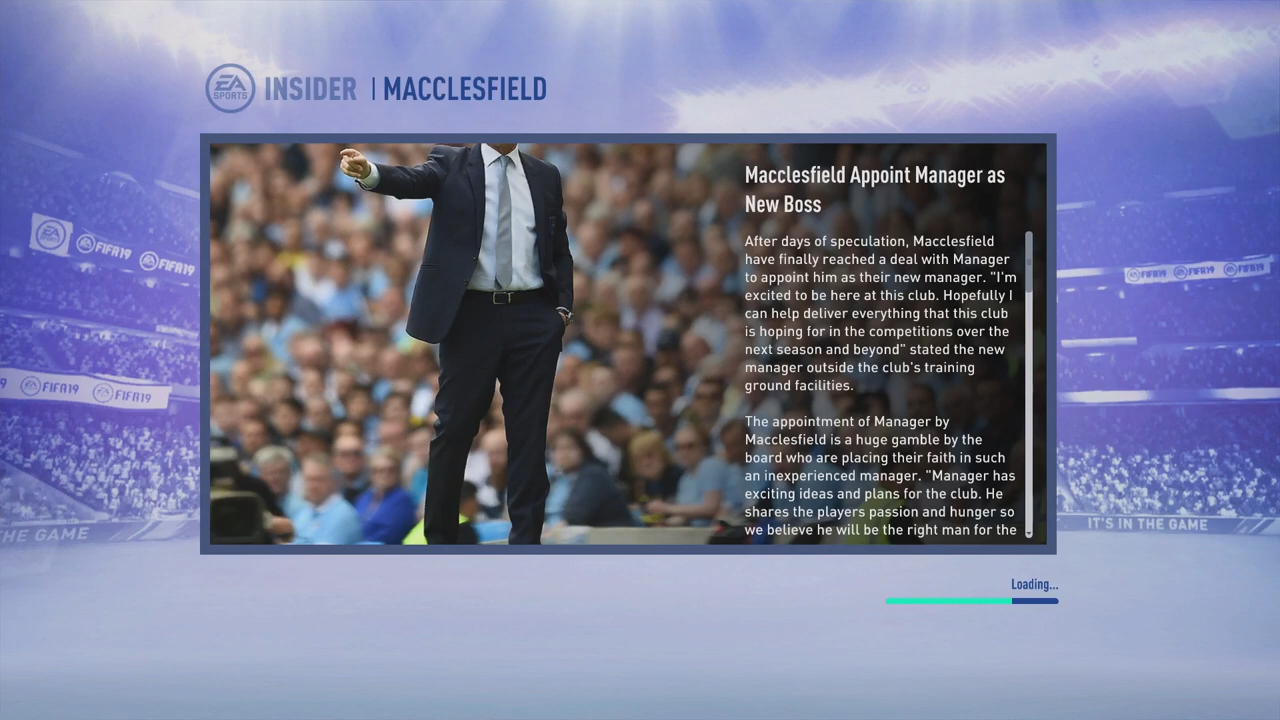 EA SPORTS
INSIDER | MACCLESFIELD
Macclesfield Appoint Manager as
New Boss
After days of speculation, Macclesfield
have finally reached a deal with Manager
to appoint him as their new manager. "I'm
excited to be here at this club. Hopefully I
can help deliver everything that this club
is hoping for in the competitions over the
next season and beyond" stated the new
manager outside the club's training
ground facilities.
The appointment of Manager by
Macclesfield is a huge gamble by the
board who are placing their faith in such
an inexperienced manager. "Manager has
exciting ideas and plans for the club. He
shares the players passion and hunger so
we believe he will be the right man for the
FIFA19 FIFA19
9 FIFA19 FIFA19
THE GAME
FIFA19 FIFA19 FIFA19
IT'S IN THE GAME
Loading...